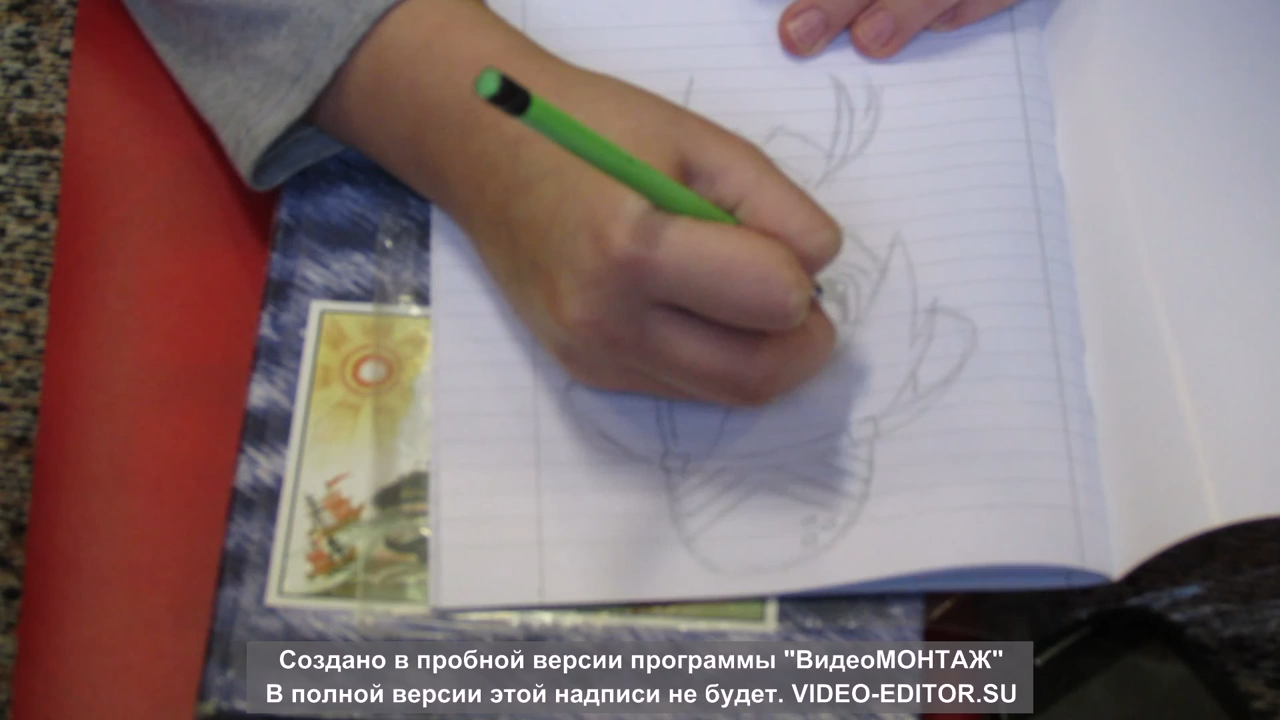 Создано в пробной версии программы "ВидеоМОНТАЖ"
В полной версии этой надписи не будет. VIDEO-EDITOR.SU